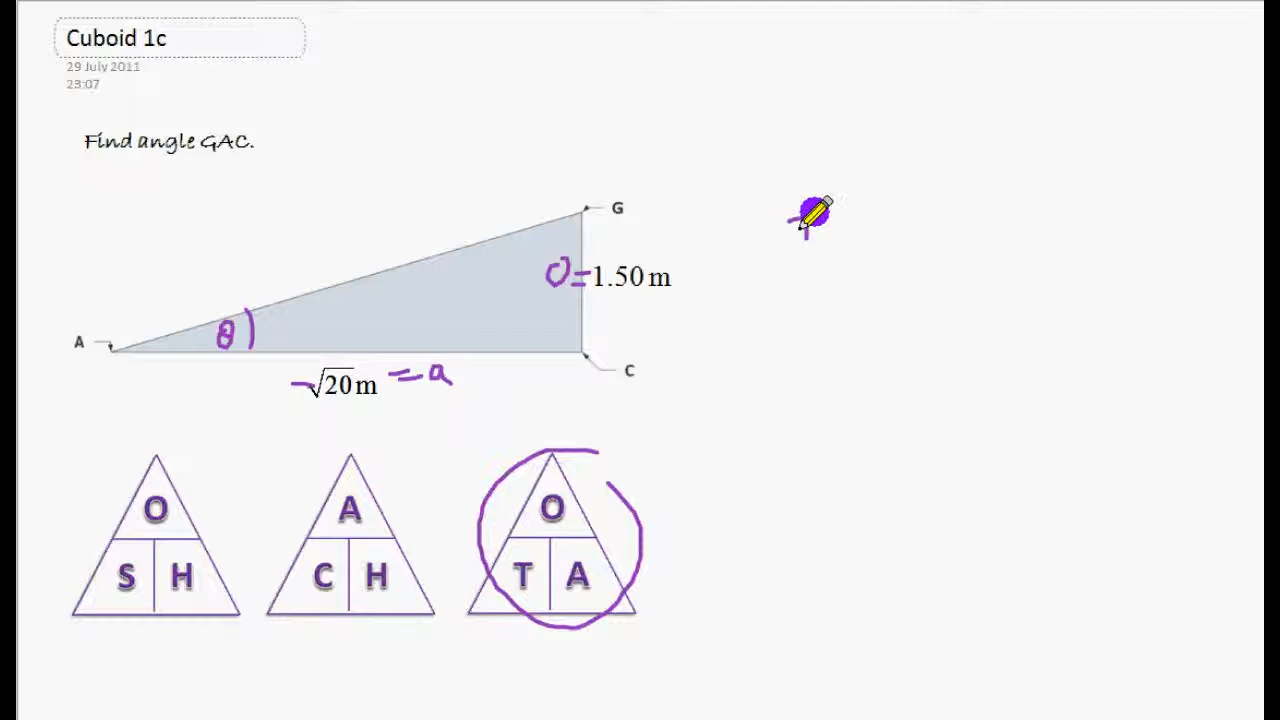 Cuboid 1c
29 July 2011
23:07
Find angle GAC.
G
O = 1.50 m
θ
A
C
√20 m = a
O
S H
A
C H
O
T A